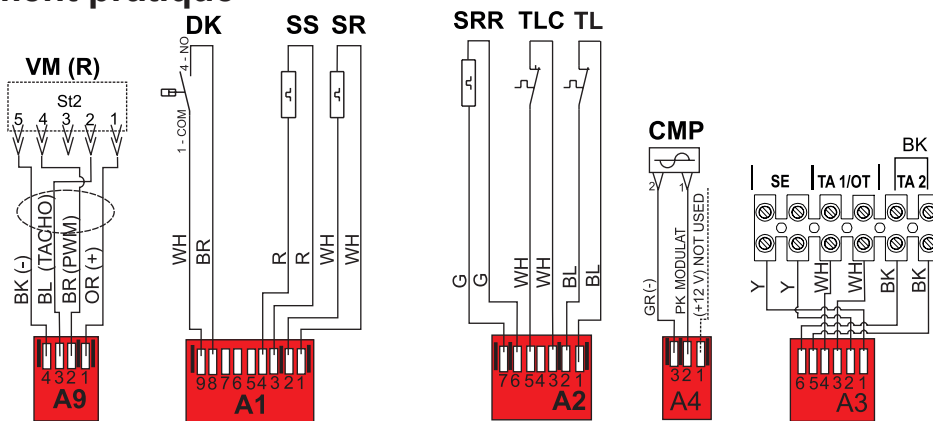 DK SS SR SRR TLC TL
VM (R)
St2
5 4 3 2 1
4 - NO
1 - COM
CMP
2 1
BK
SE TA 1/OT TA 2
BK (-)
BL (TACHO)
BR (PWM)
OR (+)
WH
BR
R
R
WH
WH
G
G
WH
WH
BL
BL
GR (-)
PK MODULAT
(+12 V) NOT USED
Y
Y
WH
WH
BK
BK
4 3 2 1
A9
9 8 7 6 5 4 3 2 1
A1
7 6 5 4 3 2 1
A2
3 2 1
A4
6 5 4 3 2 1
A3